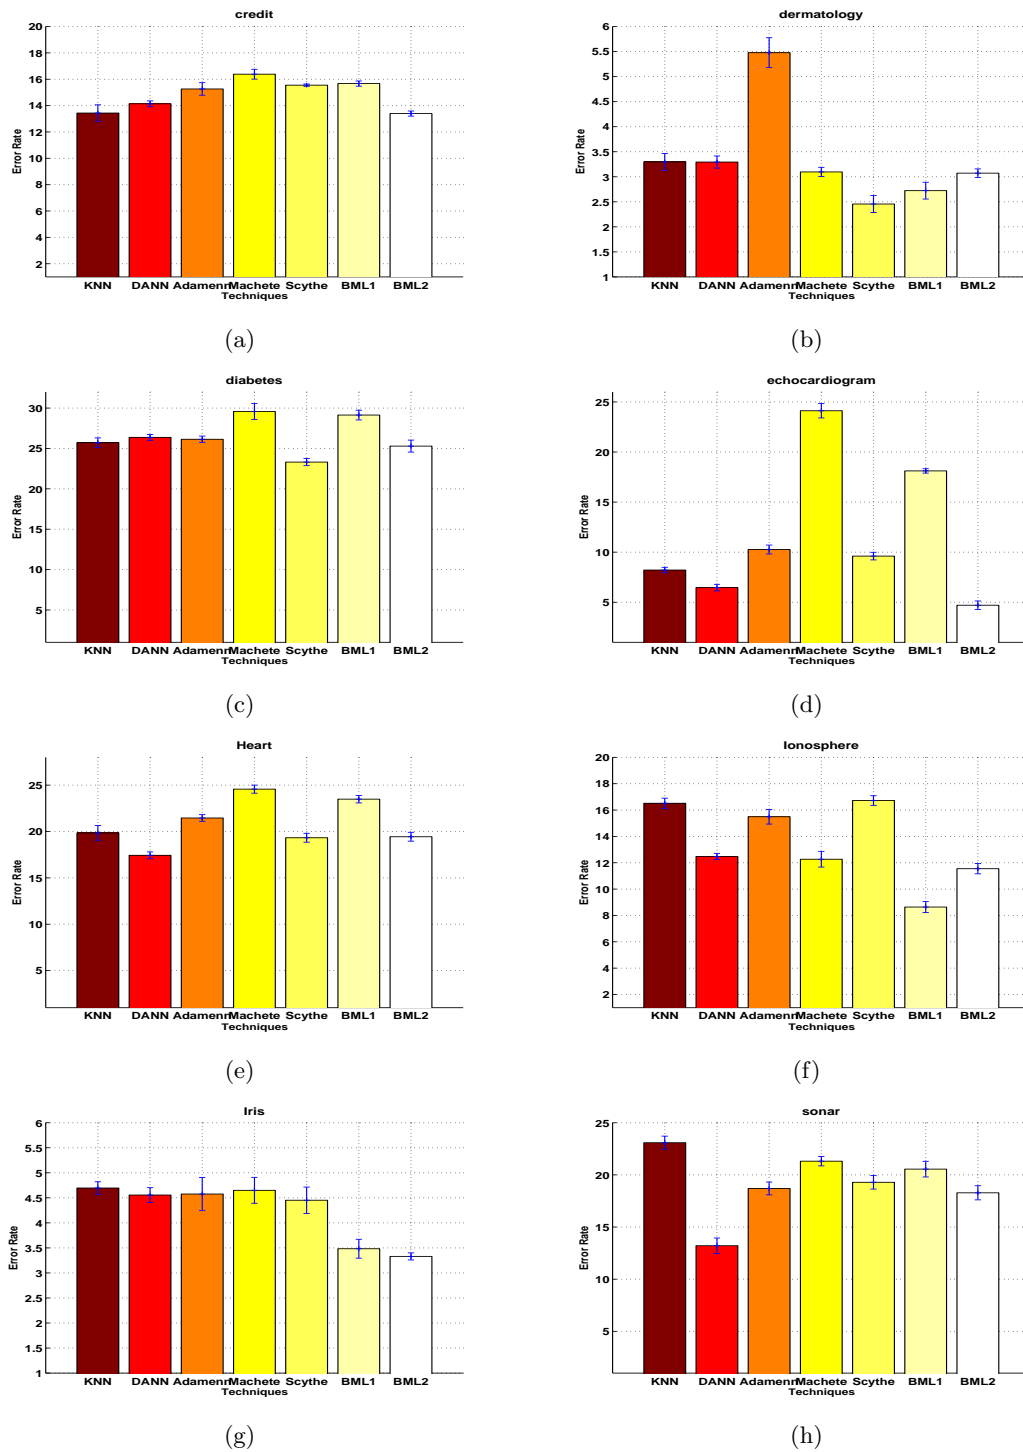 credit
20
18
16
14
12
10
8
6
4
2
Error Rate
KNN DANN Adamenn Machete Scythe BML1 BML2
Techniques
(a)
dermatology
6
5.5
5
4.5
4
3.5
3
2.5
2
1.5
1
Error Rate
KNN DANN Adamenn Machete Scythe BML1 BML2
Techniques
(b)
diabetes
30
25
20
15
10
5
Error Rate
KNN DANN Adamenn Machete Scythe BML1 BML2
Techniques
(c)
echocardiogram
25
20
15
10
5
Error Rate
KNN DANN Adamenn Machete Scythe BML1 BML2
Techniques
(d)
Heart
25
20
15
10
5
Error Rate
KNN DANN Adamenn Machete Scythe BML1 BML2
Techniques
(e)
Ionosphere
20
18
16
14
12
10
8
6
4
2
Error Rate
KNN DANN Adamenn Machete Scythe BML1 BML2
Techniques
(f)
Iris
6
5.5
5
4.5
4
3.5
3
2.5
2
1.5
1
Error Rate
KNN DANN Adamenn Machete Scythe BML1 BML2
Techniques
(g)
sonar
25
20
15
10
5
Error Rate
KNN DANN Adamenn Machete Scythe BML1 BML2
Techniques
(h)